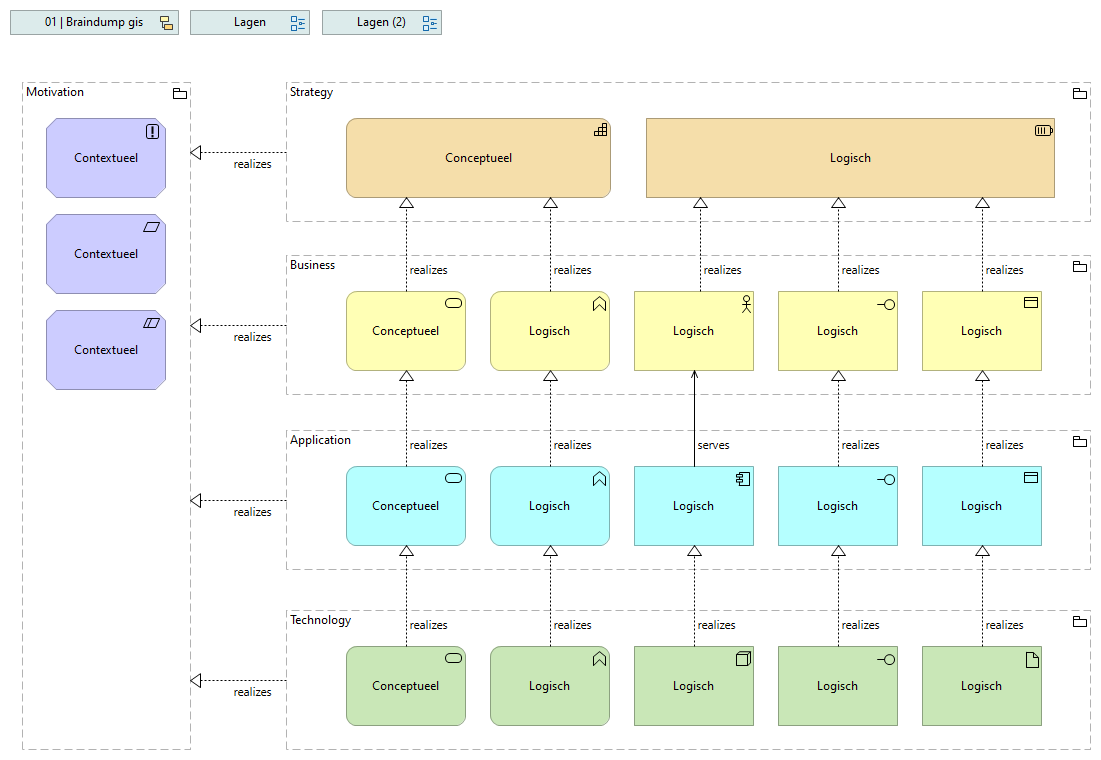 01 | Braindump gis
Lagen
Lagen (2)
Motivation
Strategy
Contextueel
Conceptueel
Logisch
realizes
Contextueel
Business
realizes
realizes
realizes
realizes
realizes
Contextueel
Conceptueel
Logisch
Logisch
Logisch
Logisch
realizes
Application
realizes
realizes
serves
realizes
realizes
Conceptueel
Logisch
Logisch
Logisch
Logisch
realizes
Technology
realizes
realizes
realizes
realizes
realizes
Conceptueel
Logisch
Logisch
Logisch
Logisch
realizes